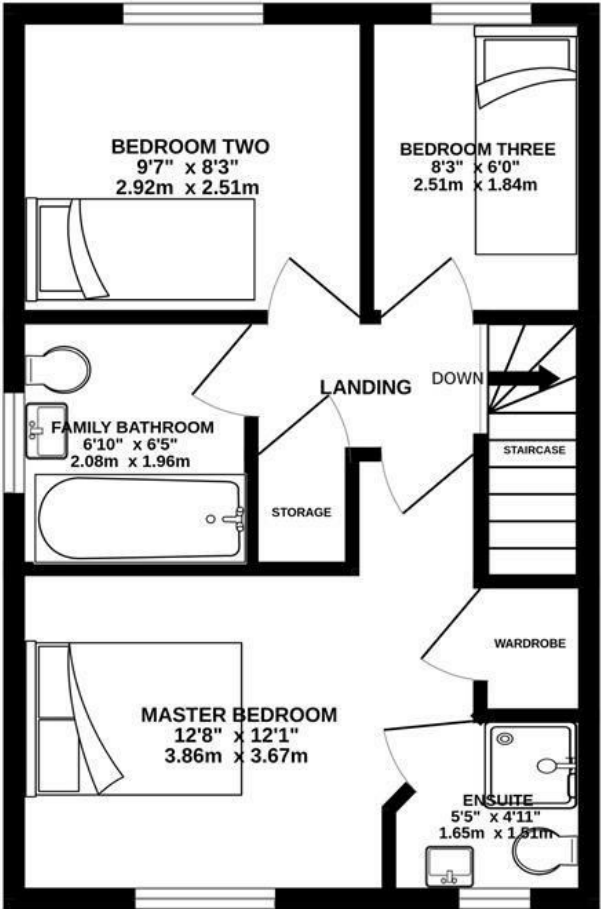 BEDROOM TWO
9'7" x 8'3"
2.92m x 2.51m
BEDROOM THREE
8'3" x 6'0"
2.51m x 1.84m
LANDING
DOWN
FAMILY BATHROOM
6'10" x 6'5"
2.08m x 1.96m
STAIRCASE
STORAGE
WARDROBE
MASTER BEDROOM
12'8" x 12'1"
3.86m x 3.67m
ENSUITE
5'5" x 4'11"
1.65m x 1.51m